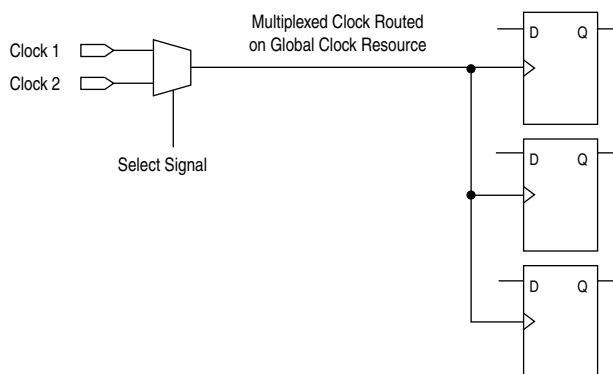 Multiplexed Clock Routed
on Global Clock Resource
Clock 1
Clock 2
Select Signal
D Q
D Q
D Q